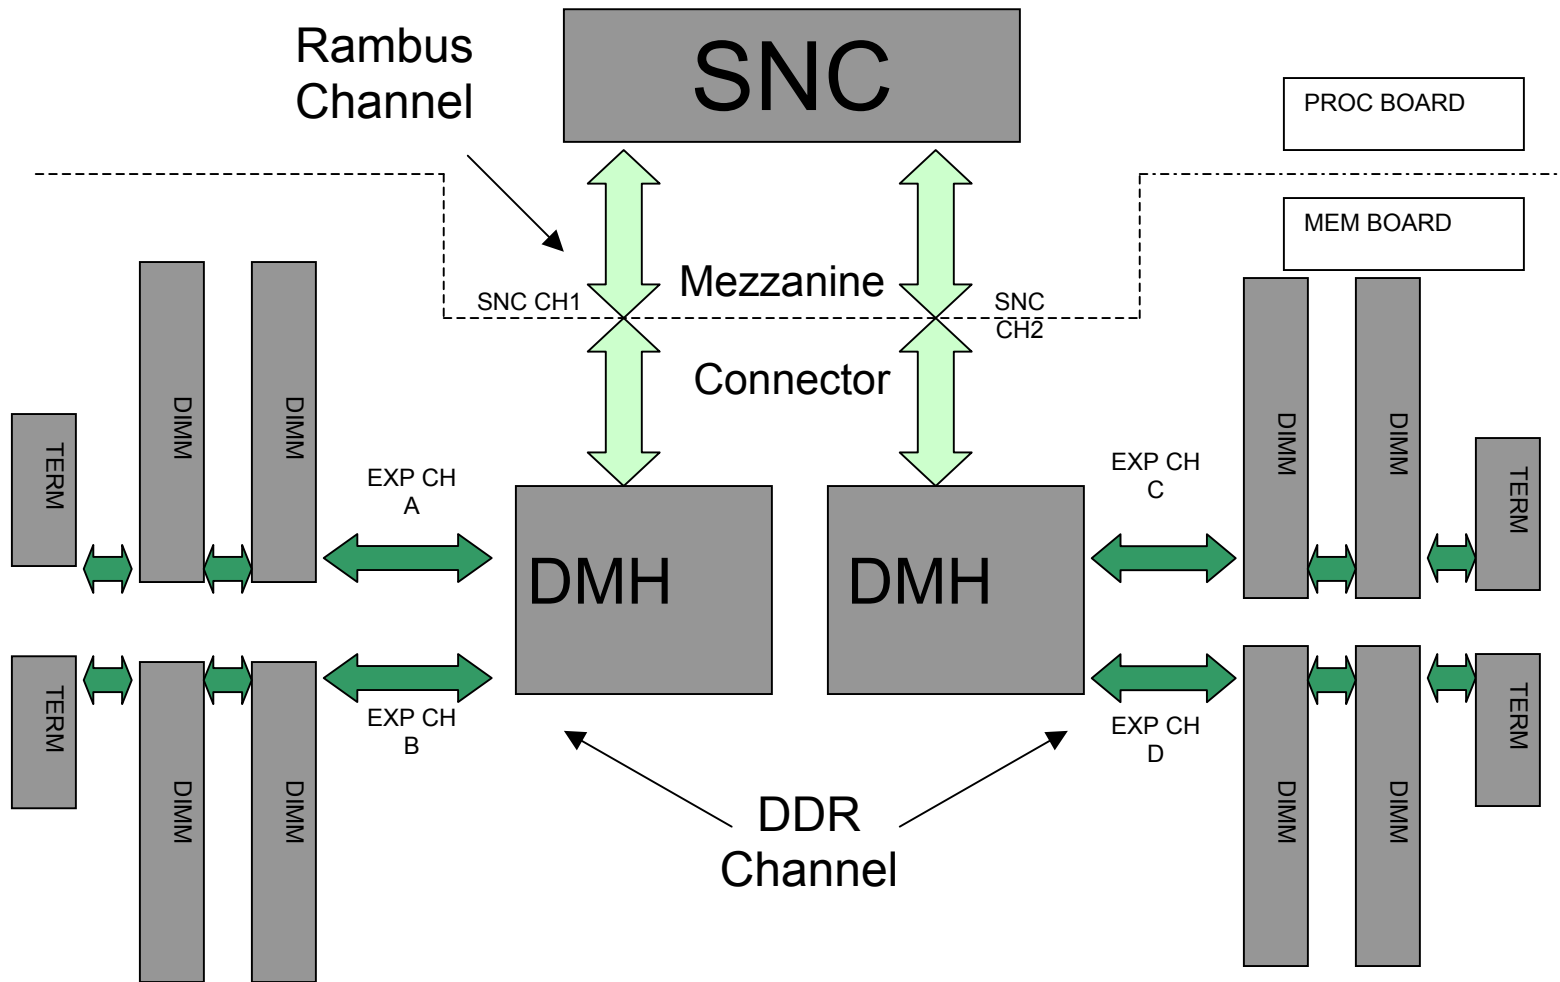 Rambus
Channel
SNC
PROC BOARD
MEM BOARD
Mezzanine
SNC CH1
SNC
CH2
Connector
DIMM
DIMM
DIMM
DIMM
TERM
TERM
EXP CH
A
EXP CH
C
DMH
DMH
TERM
TERM
EXP CH
B
EXP CH
D
DIMM
DIMM
DIMM
DIMM
DDR
Channel